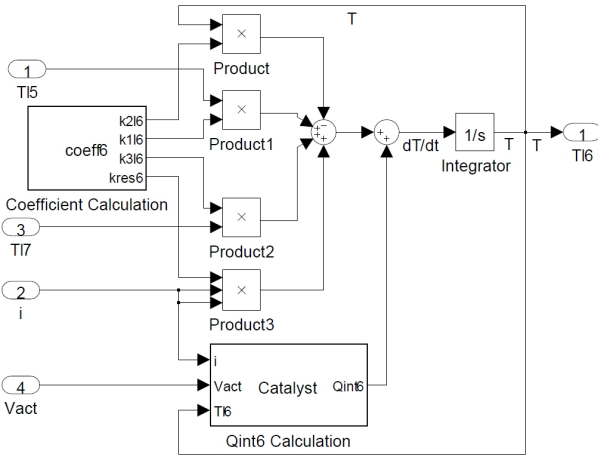 T
×
Product
1
Tl5
×
Product1
k2l6
k1l6
k3l6
kres6
coeff6
Coefficient Calculation
dT/dt
1/s
Integrator
T
T
1
Tl6
3
Tl7
×
Product2
2
i
×
Product3
i
Vact
Tl6
Catalyst
Qint6
Qint6 Calculation
4
Vact
− + + +
+ +